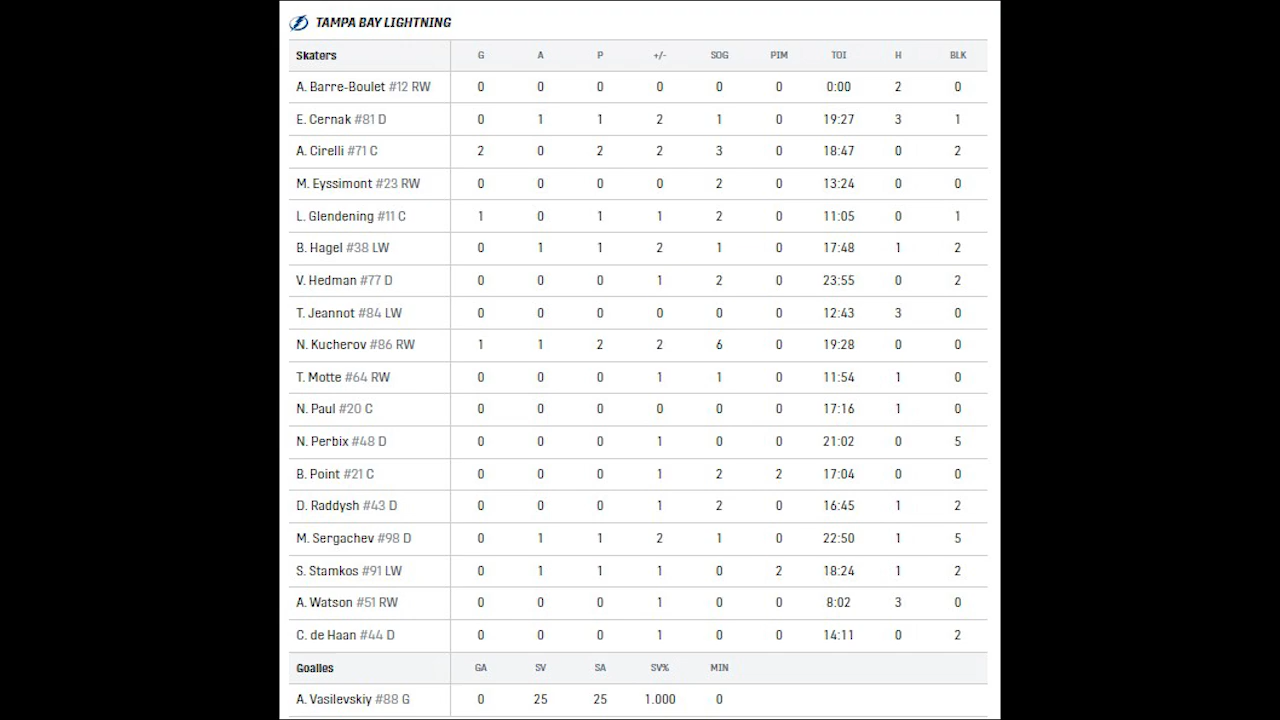 TAMPA BAY LIGHTNING
Skaters G A P +/- SOG PIM TOI H BLK
A. Barre-Boulet #12 RW 0 0 0 0 0 0 0:00 2 0
E. Cernak #81 D 0 1 1 2 1 0 19:27 3 1
A. Cirelli #71 C 2 0 2 2 3 0 18:47 0 2
M. Eyssimont #23 RW 0 0 0 0 2 0 13:24 0 0
L. Glendening #11 C 1 0 1 1 2 0 11:05 0 1
B. Hagel #38 LW 0 1 1 2 1 0 17:48 1 2
V. Hedman #77 D 0 0 0 1 2 0 23:55 0 2
T. Jeannot #84 LW 0 0 0 0 0 0 12:43 3 0
N. Kucherov #86 RW 1 1 2 2 6 0 19:28 0 0
T. Motte #64 RW 0 0 0 1 1 0 11:54 1 0
N. Paul #20 C 0 0 0 0 0 0 17:16 1 0
N. Perbix #48 D 0 0 0 1 0 0 21:02 0 5
B. Point #21 C 0 0 0 1 2 2 17:04 0 0
D. Raddysh #43 D 0 0 0 1 2 0 16:45 1 2
M. Sergachev #98 D 0 1 1 2 1 0 22:50 1 5
S. Stamkos #91 LW 0 1 1 1 0 2 18:24 1 2
A. Watson #51 RW 0 0 0 1 0 0 8:02 3 0
C. de Haan #44 D 0 0 0 1 0 0 14:11 0 2
Goalles GA SV SA SV% MIN
A. Vasilevskiy #88 G 0 25 25 1.000 0